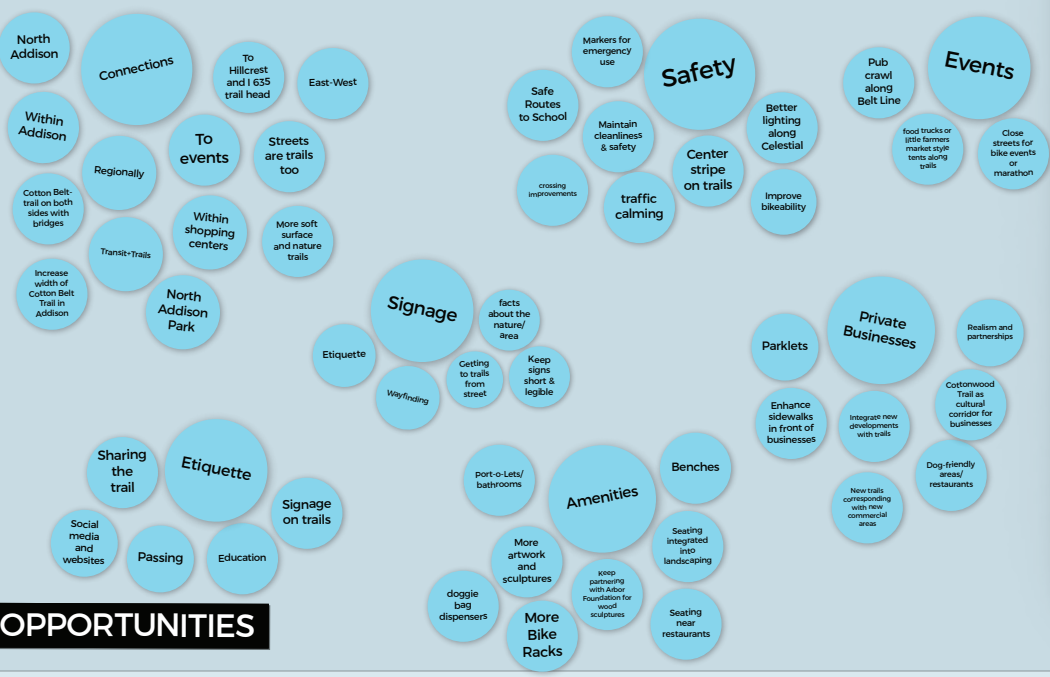 North
Addison
Connections
To
Hillcrest
and I 635
trail head
East-West
Within
Addison
To
events
Streets
are trails
too
Regionally
Cotton Belt-
trail on both
sides with
bridges
Within
shopping
centers
More soft
surface
and nature
trails
Transit+Trails
Increase
width of
Cotton Belt
Trail in
Addison
North
Addison
Park
Markers for
emergency
use
Safety
Safe
Routes
to School
Maintain
cleanliness
& safety
Better
lighting
along
Celestial
Center
stripe
on trails
crossing
improvements
traffic
calming
Improve
bikeability
Events
Pub
crawl
along
Belt Line
food trucks or
little farmers
market style
tents along
trails
Close
streets for
bike events
or
marathon
Signage
facts
about the
nature/
area
Etiquette
Wayfinding
Getting
to trails
from
street
Keep
signs
short &
legible
Private
Businesses
Realism and
partnerships
Parklets
Enhance
sidewalks
in front of
businesses
Integrate new
developments
with trails
Cottonwood
Trail as
cultural
corridor for
businesses
Dog-friendly
areas/
restaurants
New trails
corresponding
with new
commercial
areas
Etiquette
Sharing
the
trail
Signage
on trails
Social
media
and
websites
Passing
Education
Amenities
Port-o-Lets/
bathrooms
Benches
More
artwork
and
sculptures
Seating
integrated
into
landscaping
Keep
partnering
with Arbor
Foundation for
wood
sculptures
doggie
bag
dispensers
More
Bike
Racks
Seating
near
restaurants
OPPORTUNITIES